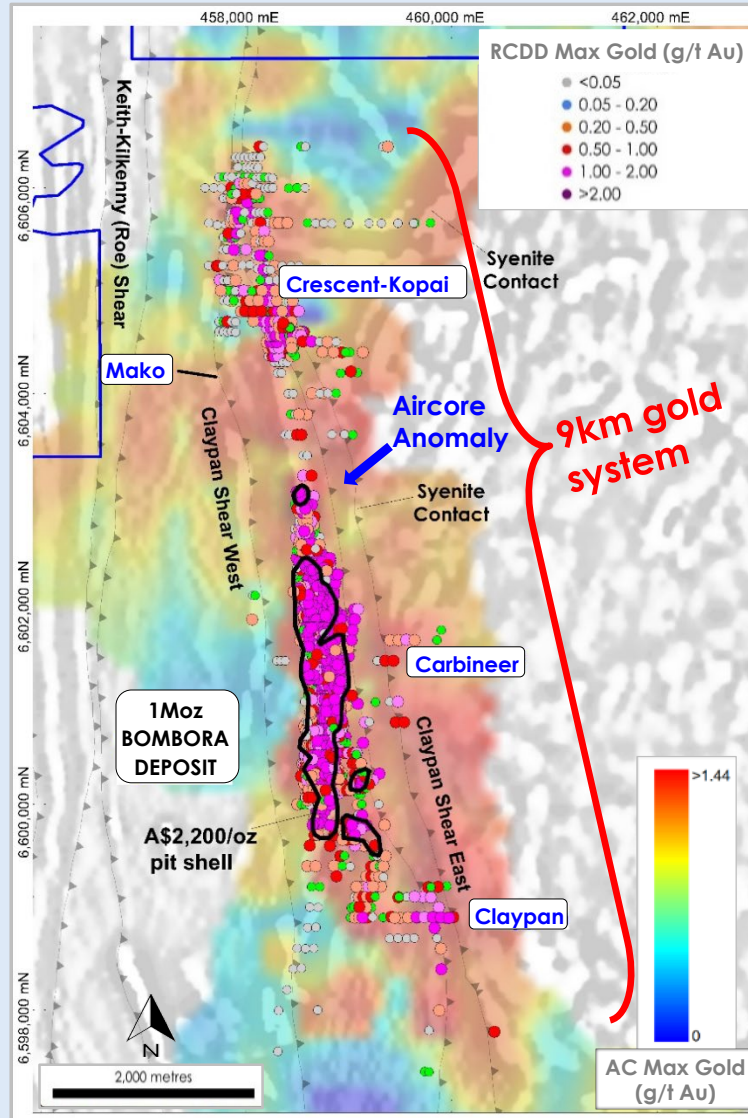 458,000 mE
460,000 mE
462,000 mE
RCDD Max Gold (g/t Au)
<0.05
0.05 - 0.20
0.20 - 0.50
0.50 - 1.00
1.00 - 2.00
>2.00
Keith-Kilkenny (Roe) Shear
6,606,000 mN
Syenite
Contact
Crescent-Kopai
Mako
6,604,000 mN
Aircore
Anomaly
9km gold
system
Claypan Shear West
Syenite
Contact
6,602,000 mN
Carbineer
1Moz
BOMBORA
DEPOSIT
Claypan Shear East
>1.44
6,600,000 mN
A$2,200/oz
pit shell
Claypan
6,598,000 mN
N
0
2,000 metres
AC Max Gold
(g/t Au)